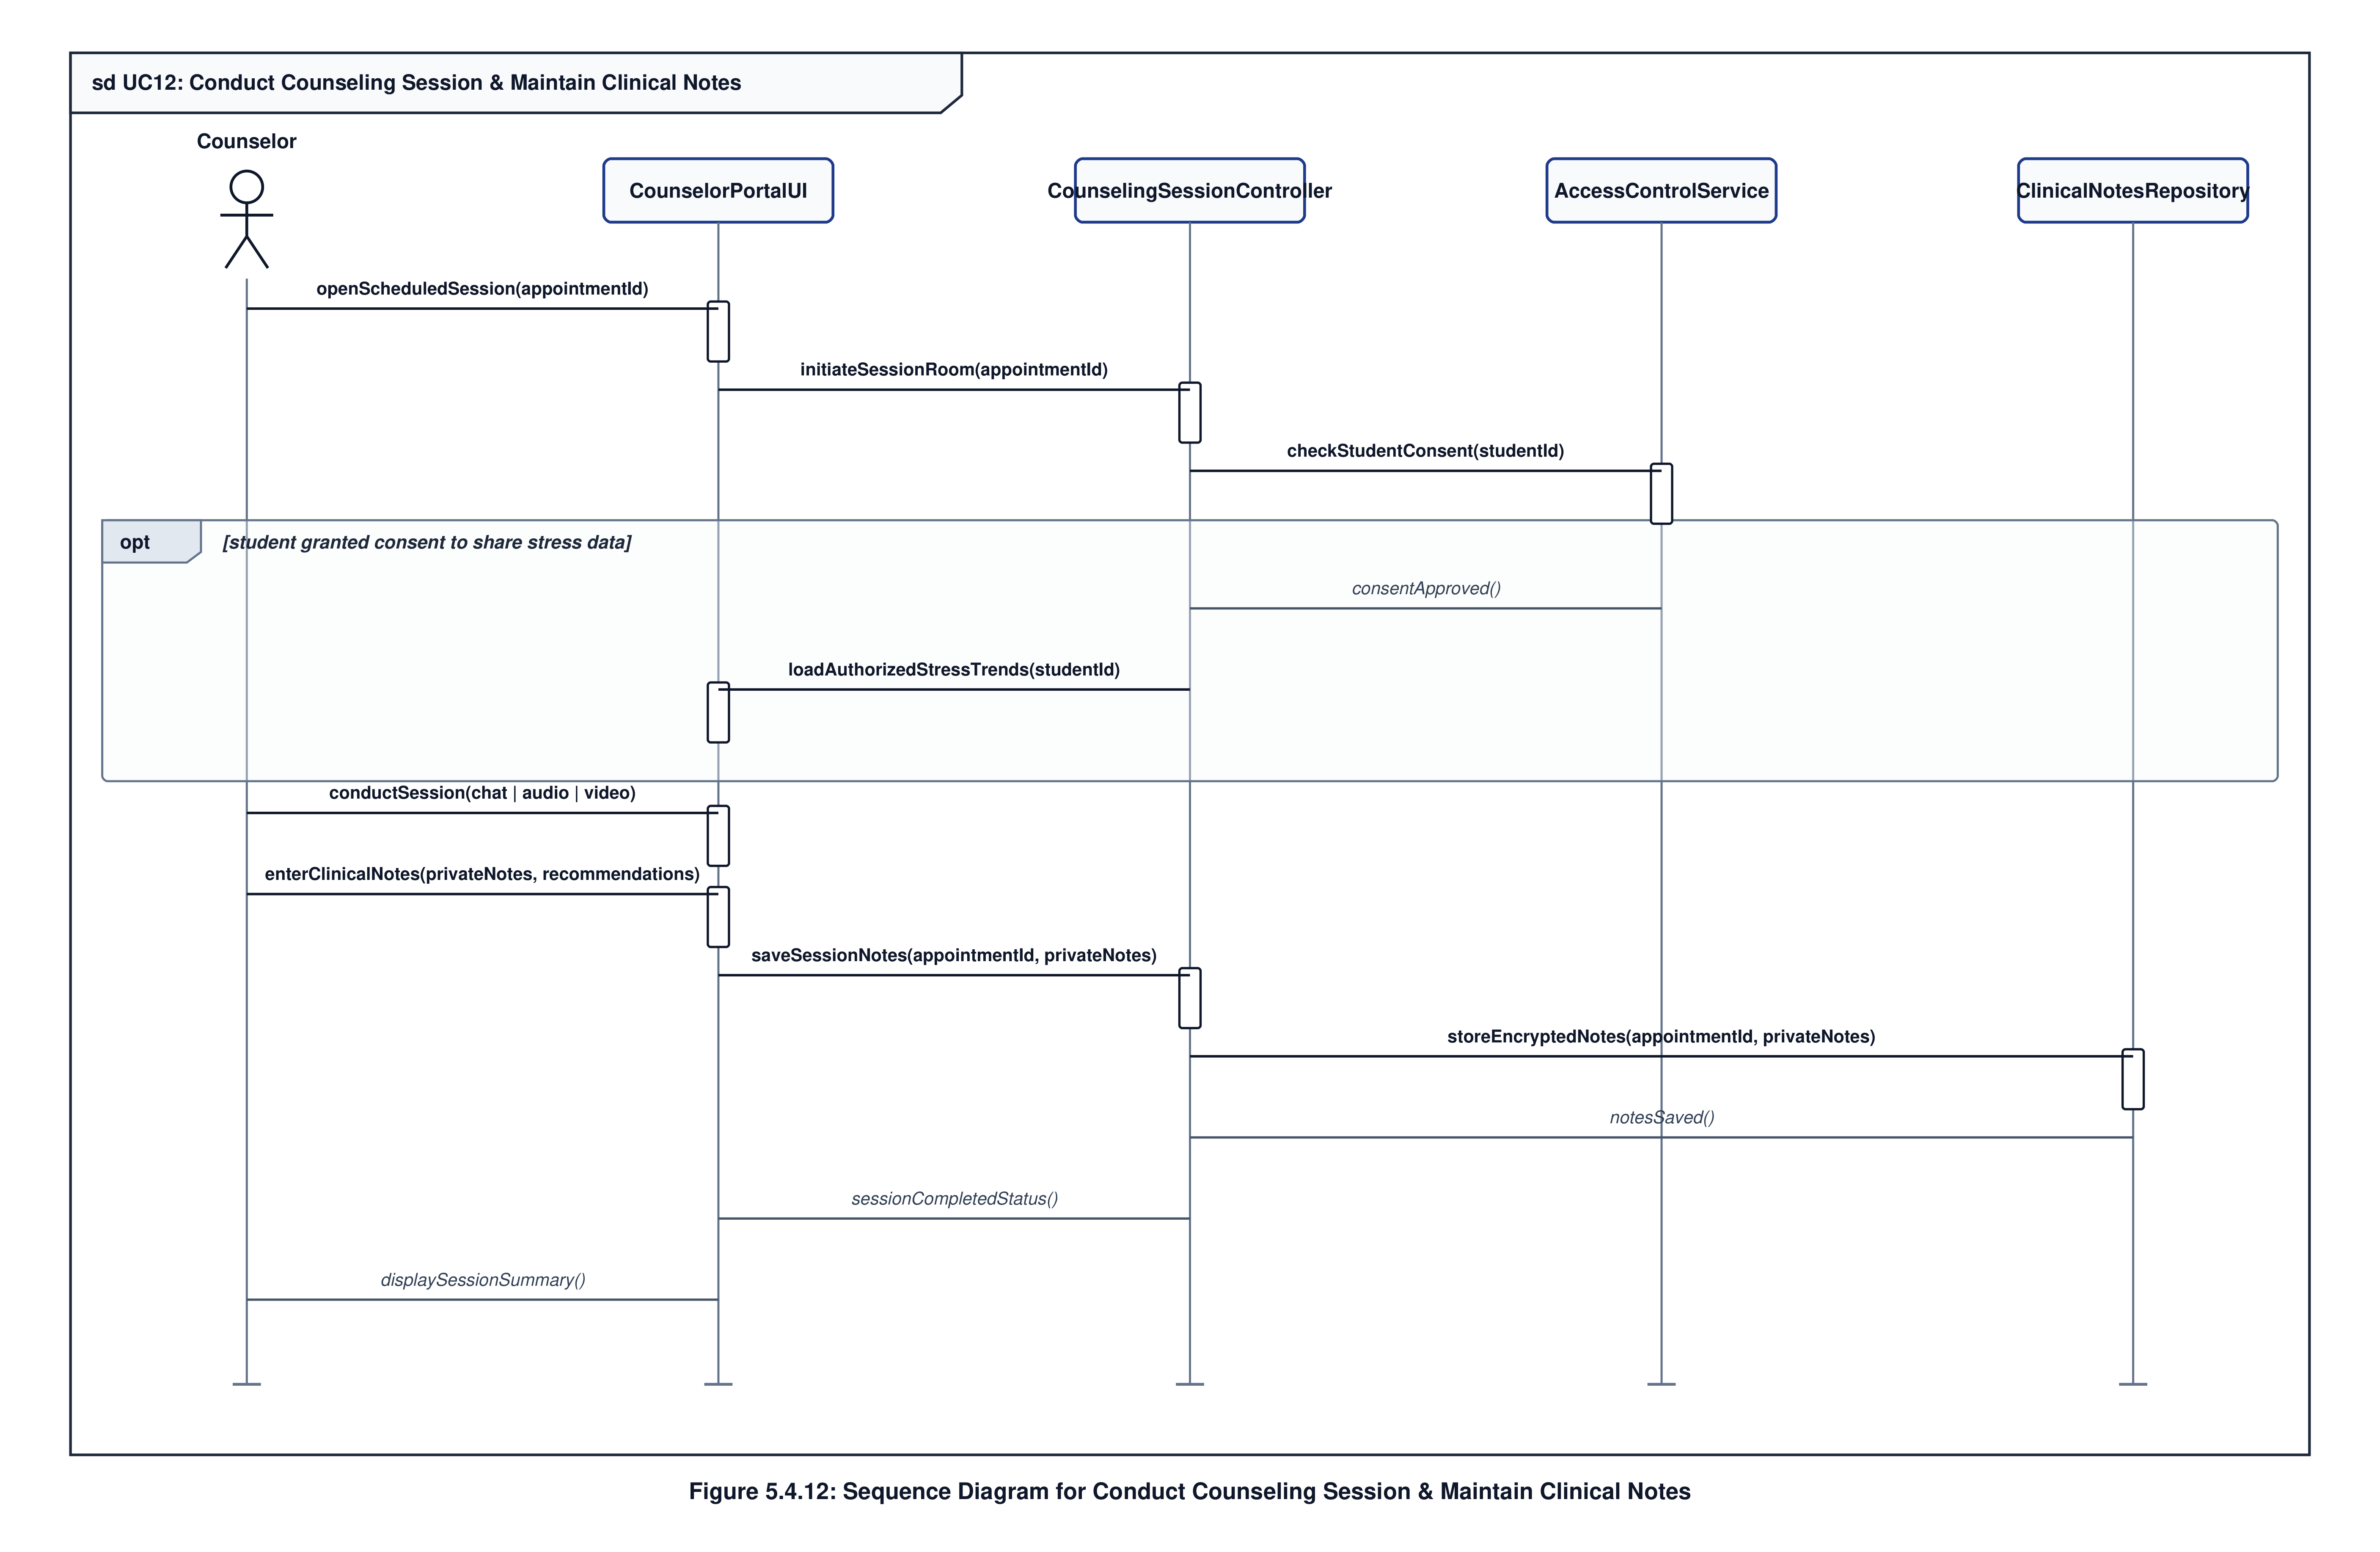 sd UC12: Conduct Counseling Session & Maintain Clinical Notes
Counselor
CounselorPortalUI
CounselingSessionController
AccessControlService
ClinicalNotesRepository
openScheduledSession(appointmentId)
initiateSessionRoom(appointmentId)
checkStudentConsent(studentId)
opt
[student granted consent to share stress data]
consentApproved()
loadAuthorizedStressTrends(studentId)
conductSession(chat | audio | video)
enterClinicalNotes(privateNotes, recommendations)
saveSessionNotes(appointmentId, privateNotes)
storeEncryptedNotes(appointmentId, privateNotes)
notesSaved()
sessionCompletedStatus()
displaySessionSummary()
Figure 5.4.12: Sequence Diagram for Conduct Counseling Session & Maintain Clinical Notes